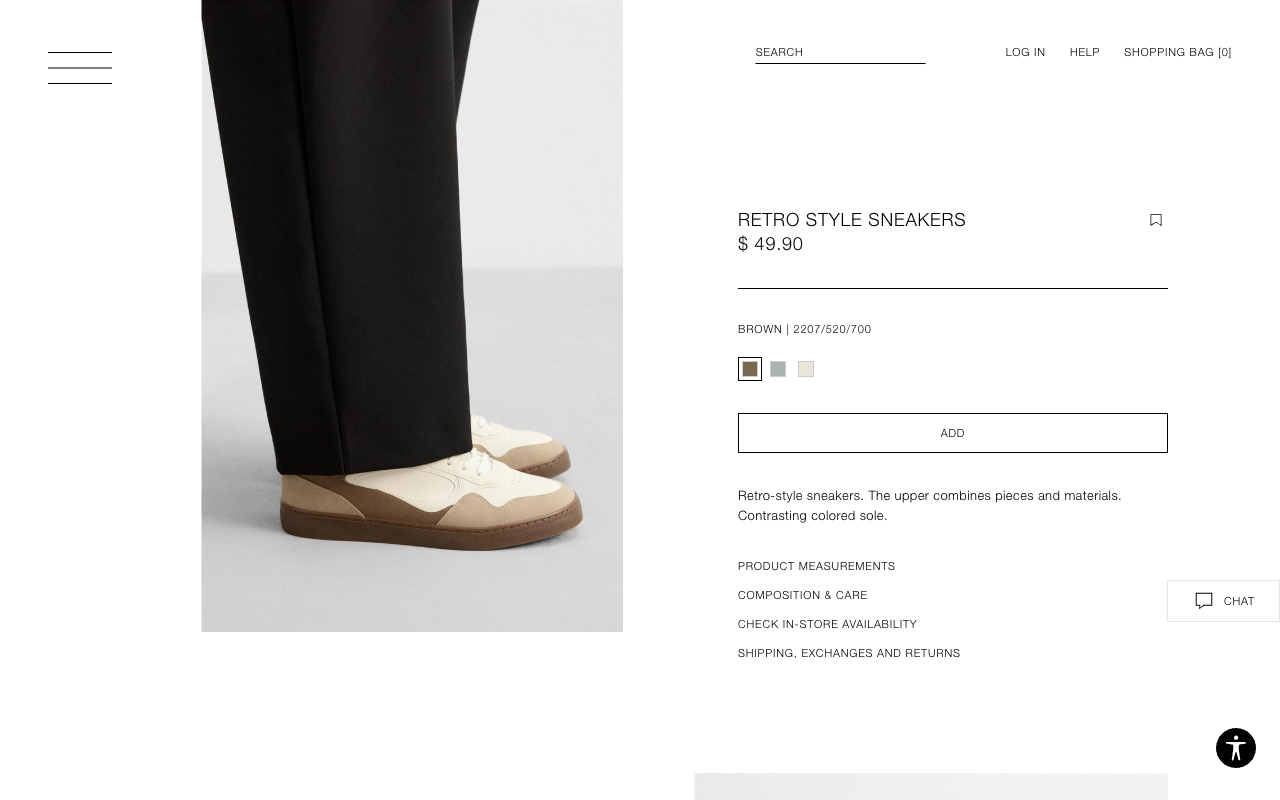 SEARCH
LOG IN
HELP
SHOPPING BAG [0]
RETRO STYLE SNEAKERS
$ 49.90
BROWN | 2207/520/700
ADD
Retro-style sneakers. The upper combines pieces and materials.
Contrasting colored sole.
PRODUCT MEASUREMENTS
COMPOSITION & CARE
CHECK IN-STORE AVAILABILITY
SHIPPING, EXCHANGES AND RETURNS
CHAT